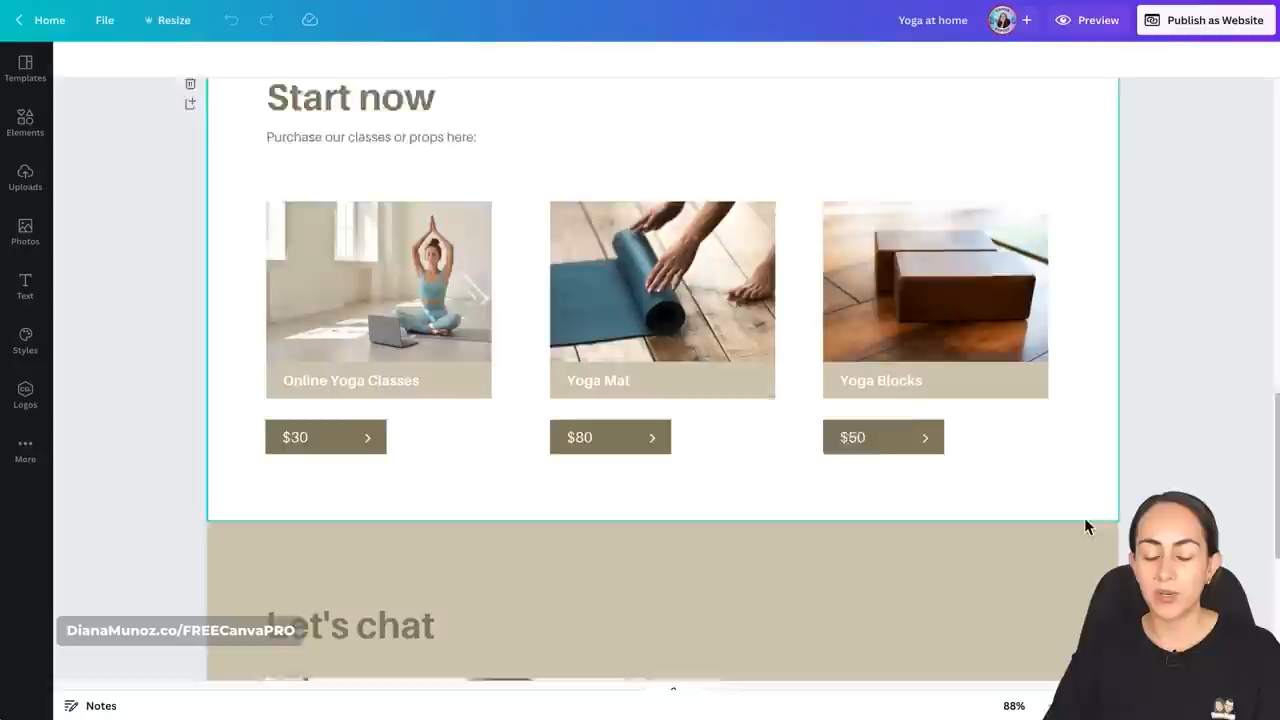 Home File Resize Yoga at home + Preview Publish as Website
Templates
Elements
Uploads
Photos
Text
Styles
CO.
Logos
More
Start now
Purchase our classes or props here:
Online Yoga Classes Yoga Mat Yoga Blocks
$30 $80 $50
Let's chat
DianaMunoz.co/FREECanvaPRO
Notes 88%